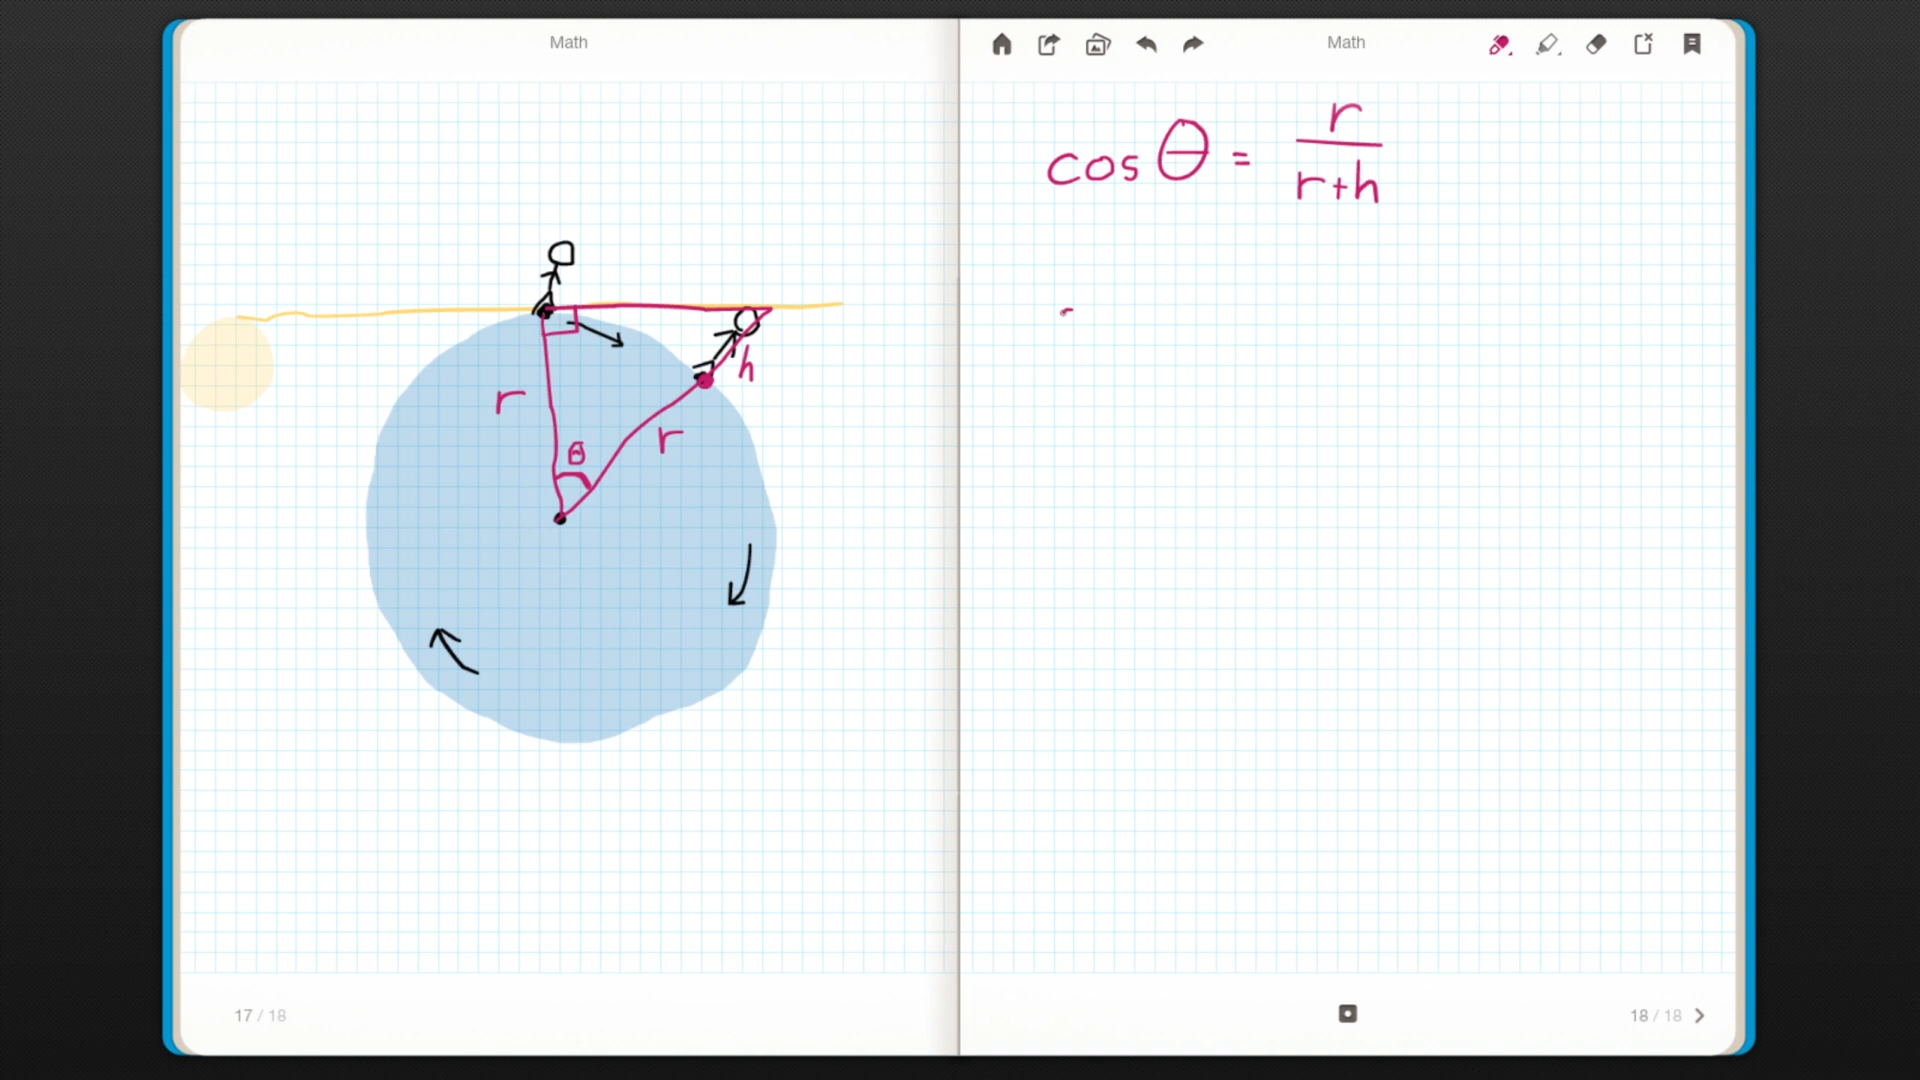 Math
r
r
h
θ
17 / 18
Math
cos θ = r / r+h
18 / 18